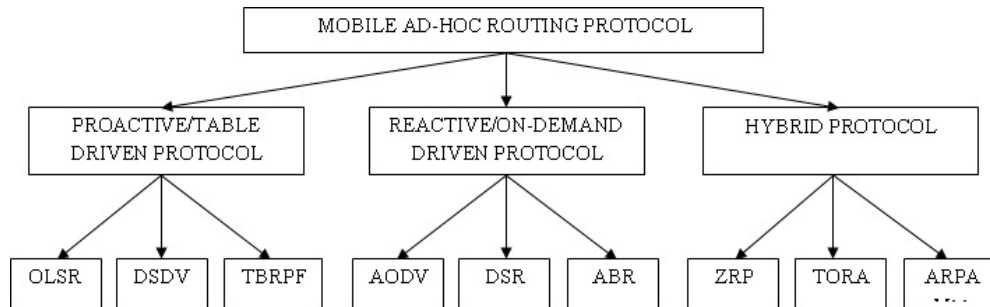 MOBILE AD-HOC ROUTING PROTOCOL
PROACTIVE/TABLE
DRIVEN PROTOCOL
REACTIVE/ON-DEMAND
DRIVEN PROTOCOL
HYBRID PROTOCOL
OLSR
DSDV
TBRPF
AODV
DSR
ABR
ZRP
TORA
ARPA